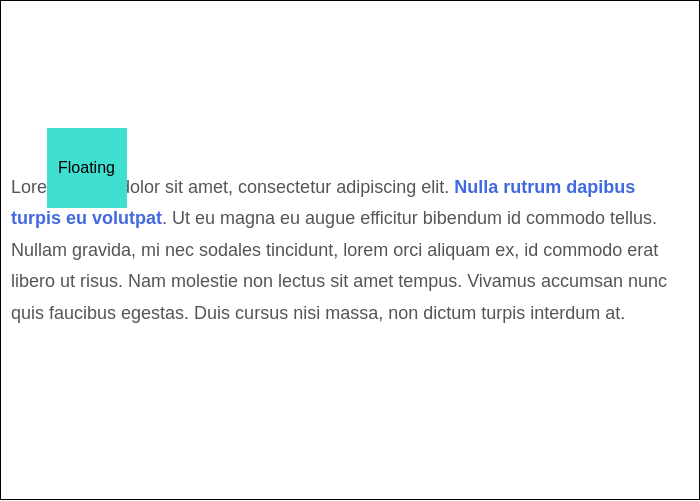 Floating
dolor sit amet, consectetur adipiscing elit. Nulla rutrum dapibus
turpis eu volutpat. Ut eu magna eu augue efficitur bibendum id commodo tellus.
Nullam gravida, mi nec sodales tincidunt, lorem orci aliquam ex, id commodo erat
libero ut risus. Nam molestie non lectus sit amet tempus. Vivamus accumsan nunc
quis faucibus egestas. Duis cursus nisi massa, non dictum turpis interdum at.